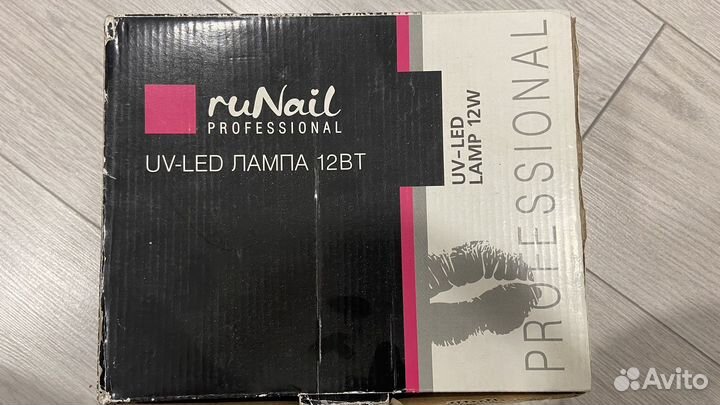 ruNail
PROFESSIONAL
UV-LED ЛАМПА 12ВТ
UV-LED
LAMP 12W
PROFESSIONAL
Avito